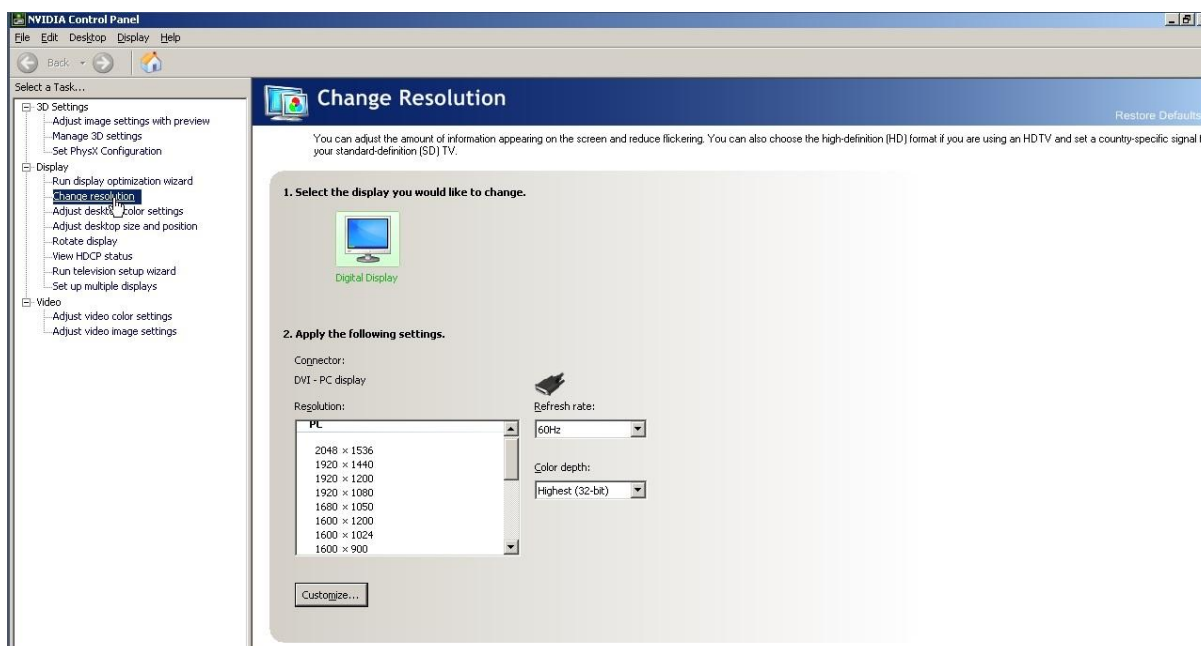 NVIDIA Control Panel
File Edit Desktop Display Help
Back
Select a Task...
3D Settings
Adjust image settings with preview
Manage 3D settings
Set PhysX Configuration
Display
Run display optimization wizard
Change resolution
Adjust desktop color settings
Adjust desktop size and position
Rotate display
View HDCP status
Run television setup wizard
Set up multiple displays
Video
Adjust video color settings
Adjust video image settings
Change Resolution
Restore Defaults
You can adjust the amount of information appearing on the screen and reduce flickering. You can also choose the high-definition (HD) format if you are using an HDTV and set a country-specific signal
your standard-definition (SD) TV.
1. Select the display you would like to change.
Digital Display
2. Apply the following settings.
Connector:
DVI - PC display
Resolution:
PC
2048 × 1536
1920 × 1440
1920 × 1200
1920 × 1080
1680 × 1050
1600 × 1200
1600 × 1024
1600 × 900
Refresh rate:
60Hz
Color depth:
Highest (32-bit)
Customize...